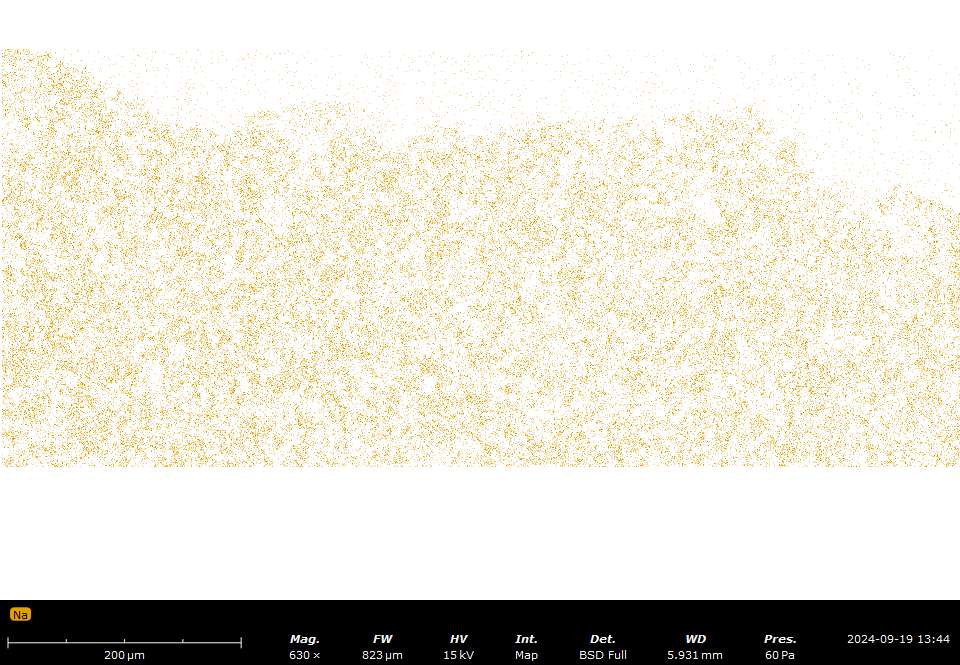 Na
Mag. FW HV Int. Det. WD Pres. 2024-09-19 13:44
200 µm 630 × 823 µm 15 kV Map BSD Full 5.931 mm 60 Pa